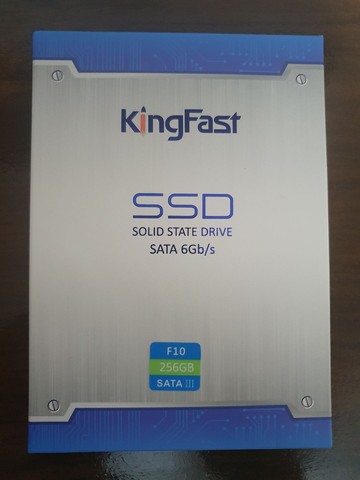 KingFast
SSD
SOLID STATE DRIVE
SATA 6Gb/s
F10
256GB
SATA III